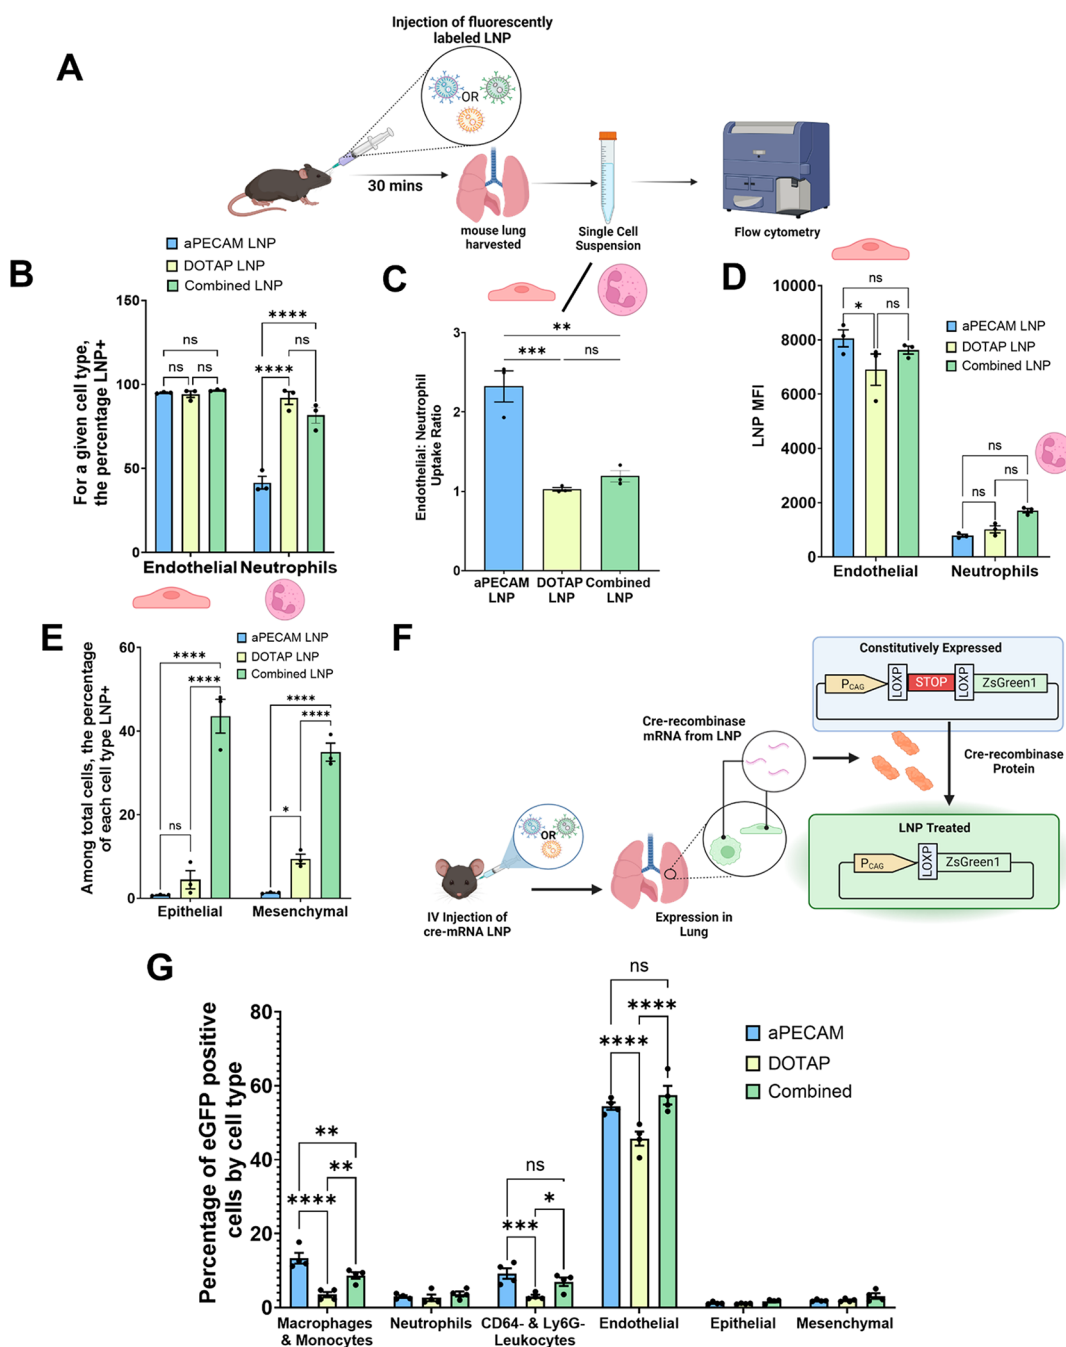 A
Injection of fluorescently
labeled LNP
OR
30 mins
mouse lung
harvested
Single Cell
Suspension
Flow cytometry
B
aPECAM LNP
DOTAP LNP
Combined LNP
For a given cell type,
the percentage LNP+
150
100
50
0
ns
ns
ns
****
ns
****
Endothelial
Neutrophils
C
Endothelial: Neutrophil
Uptake Ratio
3
2
1
0
**
***
ns
aPECAM
LNP
DOTAP
LNP
Combined
LNP
D
LNP MFI
10000
8000
6000
4000
2000
0
ns
*
ns
ns
ns
ns
aPECAM LNP
DOTAP LNP
Combined LNP
Endothelial
Neutrophils
E
Among total cells, the percentage
of each cell type LNP+
60
40
20
0
aPECAM LNP
DOTAP LNP
Combined LNP
****
****
ns
****
****
*
Epithelial
Mesenchymal
F
IV Injection of
cre-mRNA LNP
OR
Expression in
Lung
Cre-recombinase
mRNA from LNP
Constitutively Expressed
PCAG
LOXP
STOP
LOXP
ZsGreen1
Cre-recombinase
Protein
LNP Treated
PCAG
LOXP
ZsGreen1
G
Percentage of eGFP positive
cells by cell type
80
60
40
20
0
**
**
****
ns
*
***
ns
****
****
aPECAM
DOTAP
Combined
Macrophages
& Monocytes
Neutrophils
CD64- & Ly6G-
Leukocytes
Endothelial
Epithelial
Mesenchymal